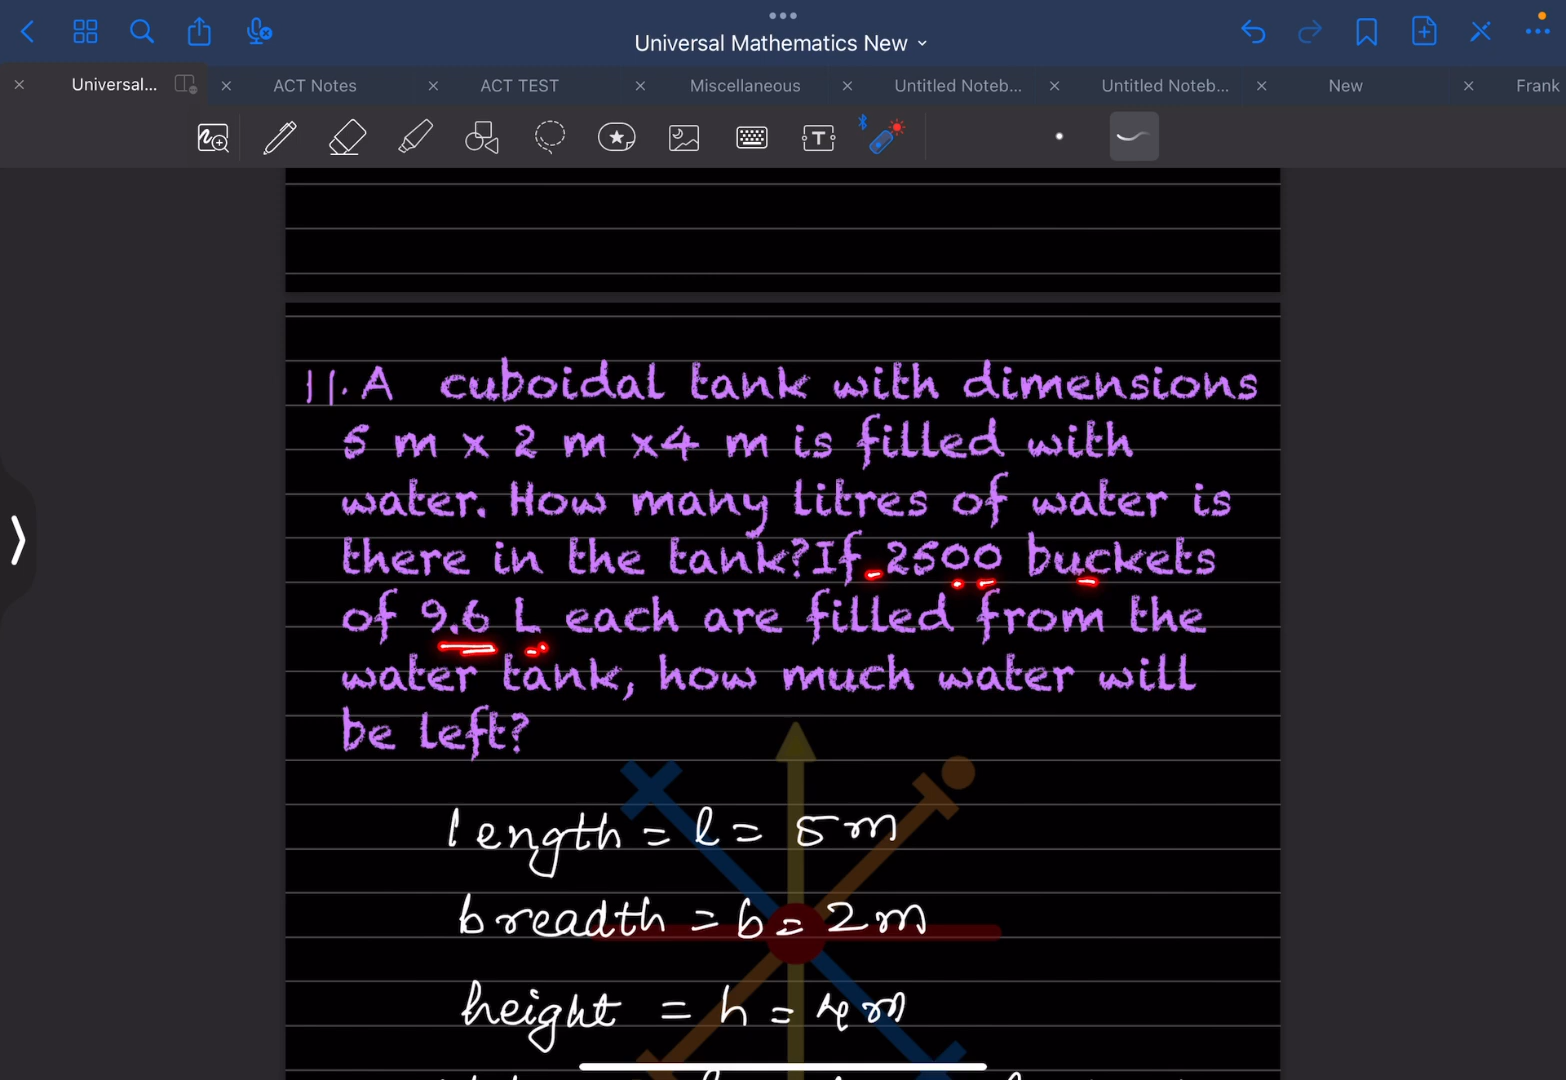 Universal Mathematics New
Universal... ACT Notes ACT TEST Miscellaneous Untitled Noteb... Untitled Noteb... New Frank
T
11. A cuboidal tank with dimensions
5 m x 2 m x4 m is filled with
water. How many litres of water is
there in the tank?If 2500 buckets
of 9.6 L each are filled from the
water tank, how much water will
be left?
length = l = 5m
breadth = b = 2m
height = h = 4m